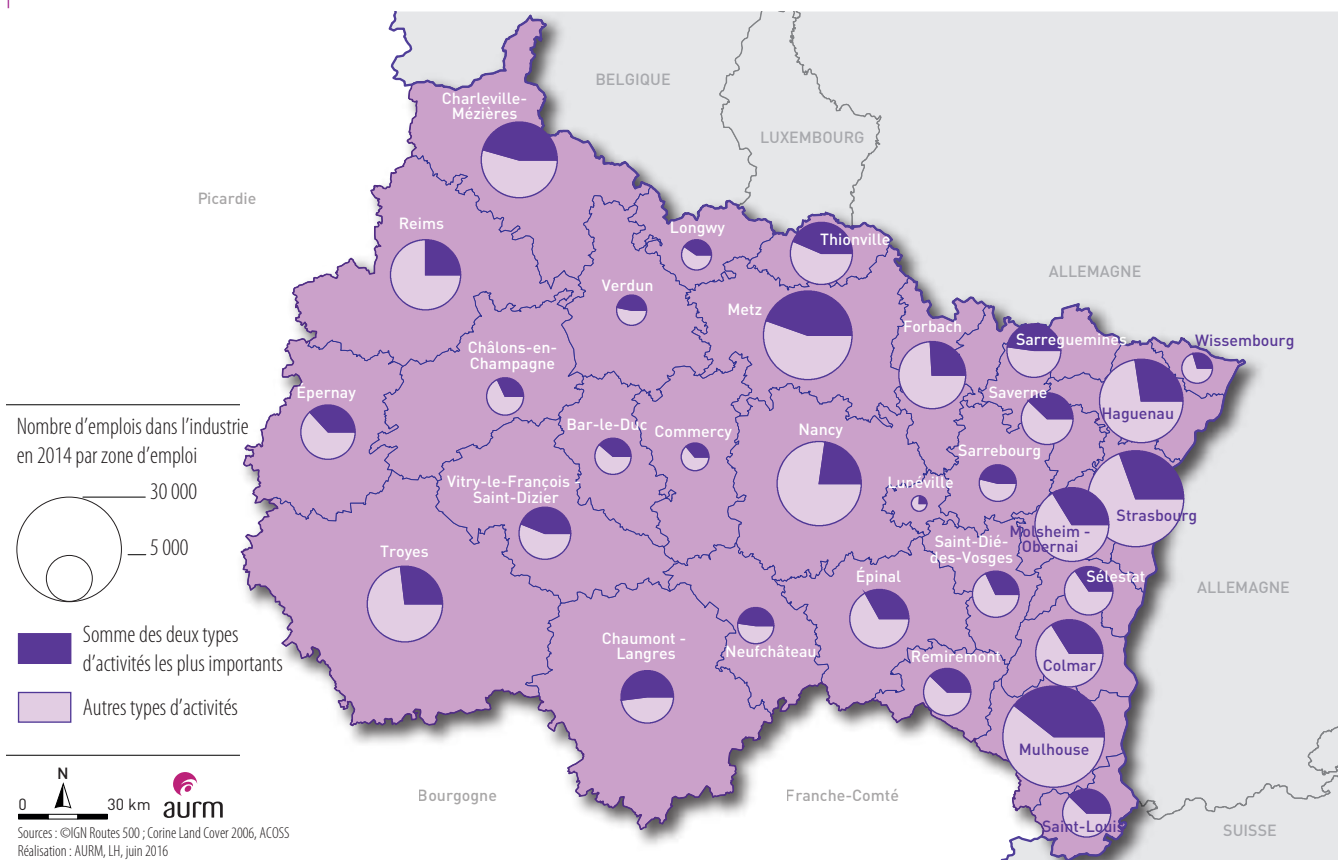 BELGIQUE
Charleville-
Mézières
LUXEMBOURG
Picardie
Reims
Longwy
Thionville
ALLEMAGNE
Verdun
Metz
Forbach
Sarreguemines
Wissembourg
Châlons-en-
Champagne
Épernay
Saverne
Haguenau
Nombre d'emplois dans l'industrie
en 2014 par zone d'emploi
30 000
5 000
Bar-le-Duc
Commercy
Nancy
Sarrebourg
Vitry-le-François -
Saint-Dizier
Lunéville
Strasbourg
Molsheim -
Obernai
Troyes
Saint-Dié-
des-Vosges
Épinal
Sélestat
ALLEMAGNE
Somme des deux types
d'activités les plus importants
Chaumont -
Langres
Neufchâteau
Remiremont
Colmar
Autres types d'activités
Mulhouse
N
0 30 km
aurm
Bourgogne
Franche-Comté
Saint-Louis
SUISSE
Sources : ©IGN Routes 500 ; Corine Land Cover 2006, ACOSS
Réalisation : AURM, LH, juin 2016